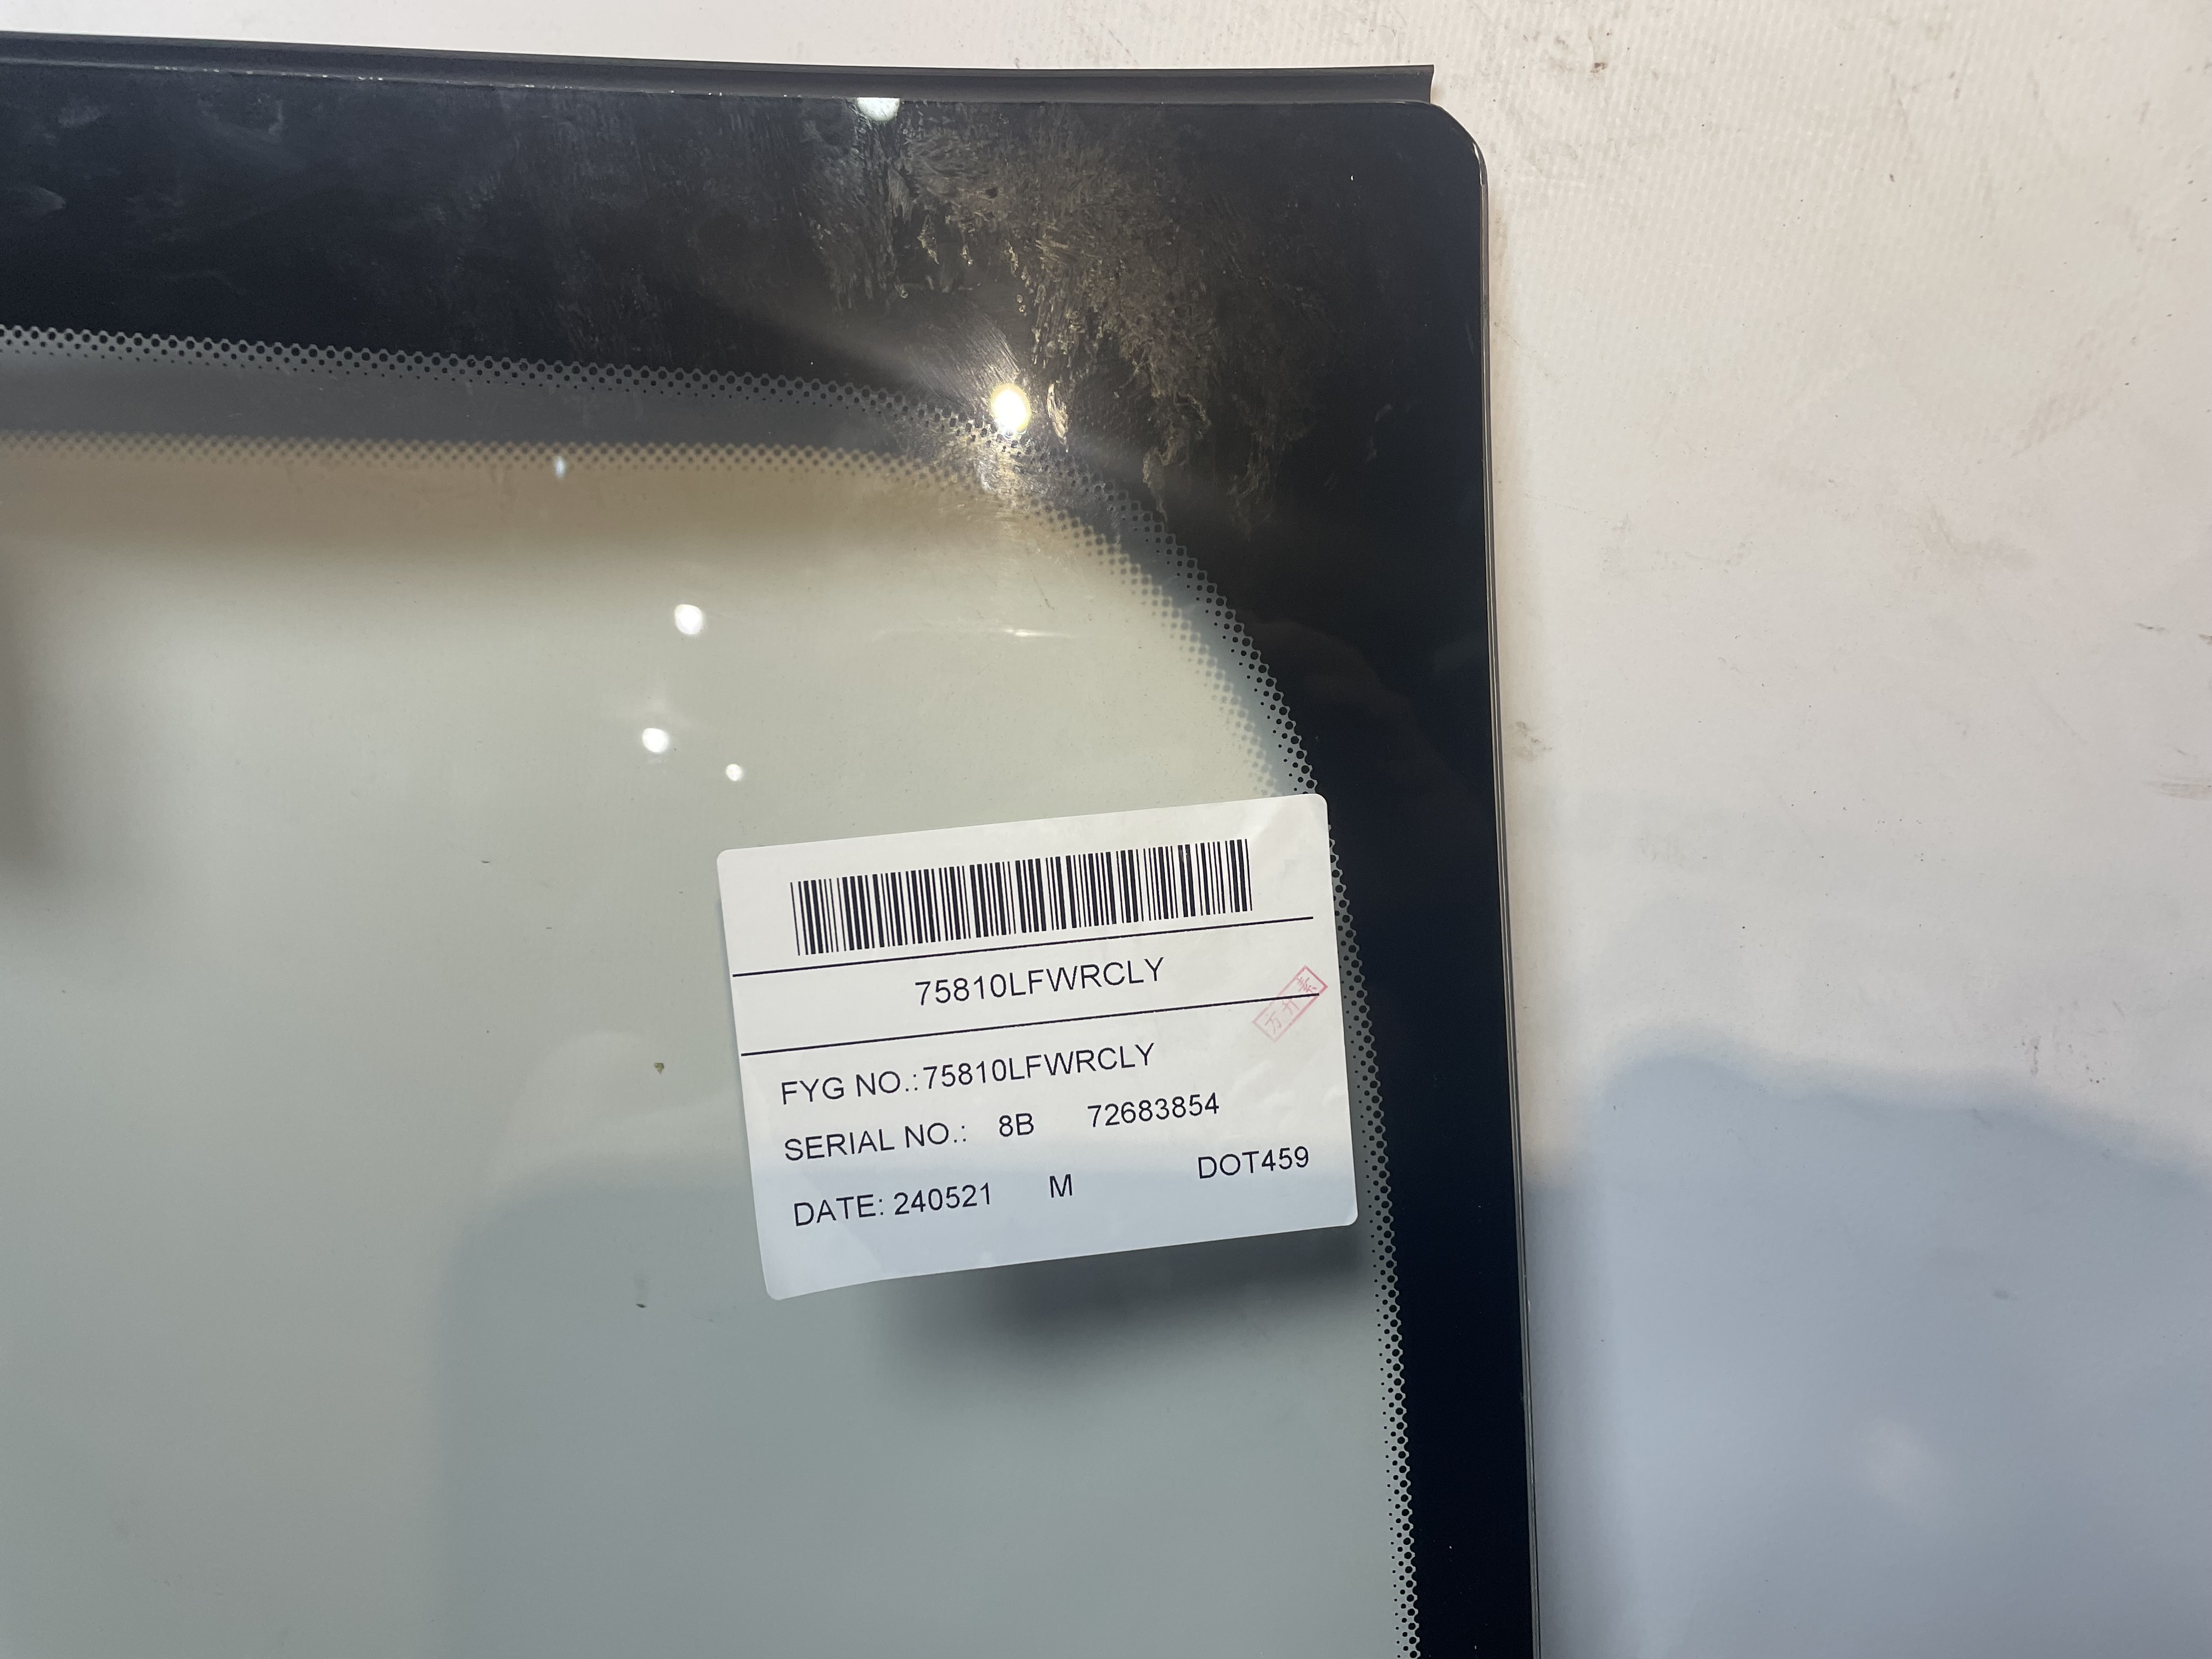 75810LFWRCLY
FYG NO.:75810LFWRCLY
SERIAL NO.: 8B 72683854
DATE: 240521 M DOT459